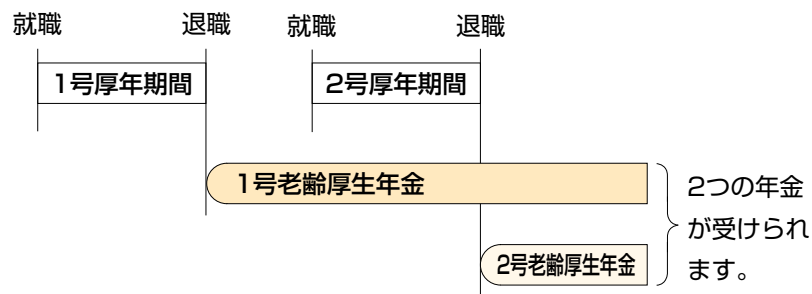 就職
退職
就職
退職
1号厚年期間
2号厚年期間
1号老齢厚生年金
2号老齢厚生年金
2つの年金
が受けられ
ます。